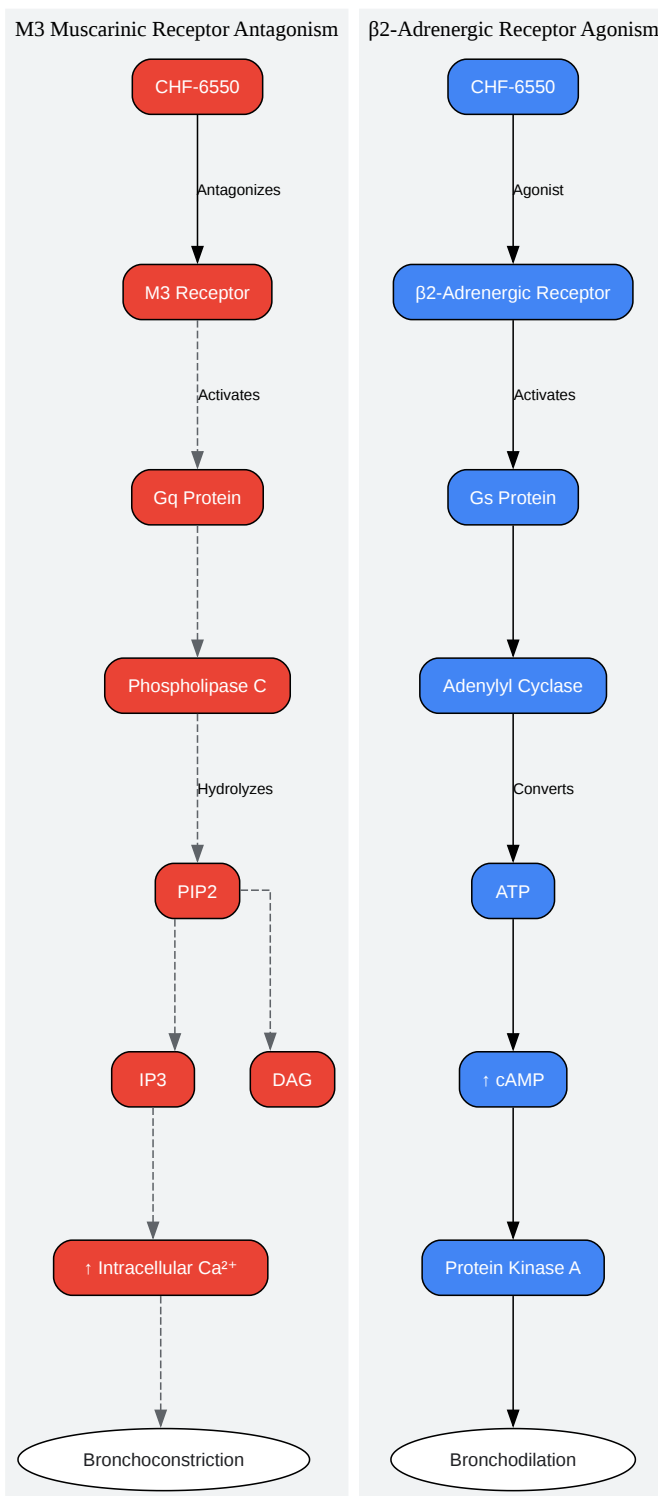 M3 Muscarinic Receptor Antagonism
CHF-6550
Antagonizes
M3 Receptor
Activates
Gq Protein
Phospholipase C
Hydrolyzes
PIP2
IP3
DAG
↑ Intracellular Ca²⁺
Bronchoconstriction
β2-Adrenergic Receptor Agonism
CHF-6550
Agonist
β2-Adrenergic Receptor
Activates
Gs Protein
Adenylyl Cyclase
Converts
ATP
↑ cAMP
Protein Kinase A
Bronchodilation